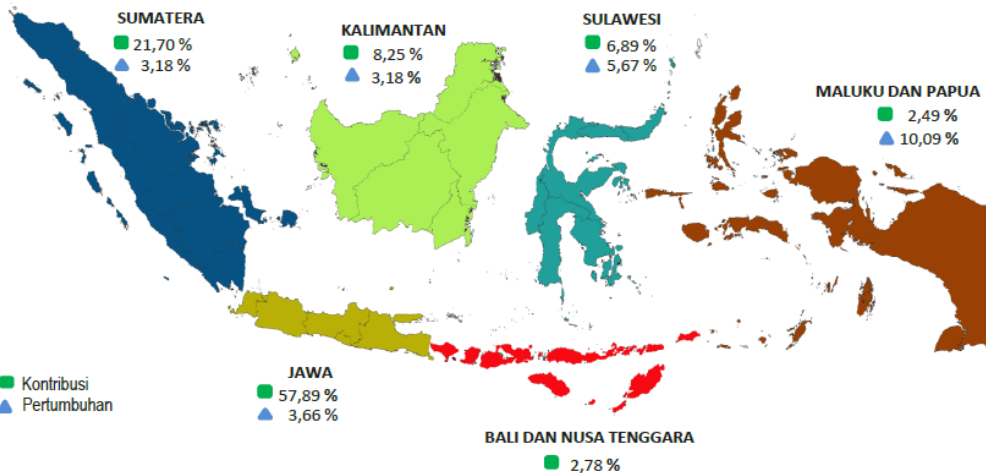 SUMATERA
21,70 %
3,18 %
KALIMANTAN
8,25 %
3,18 %
SULAWESI
6,89 %
5,67 %
MALUKU DAN PAPUA
2,49 %
10,09 %
JAWA
57,89 %
3,66 %
Kontribusi
Pertumbuhan
BALI DAN NUSA TENGGARA
2,78 %